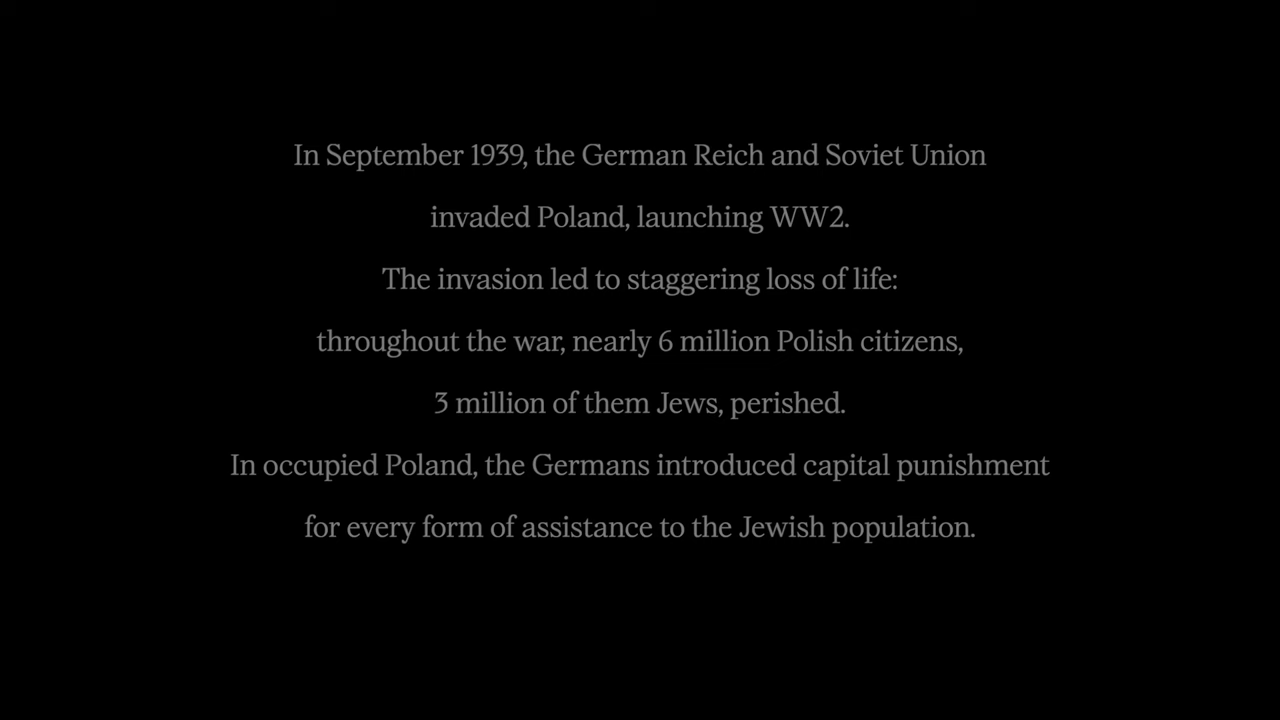 In September 1939, the German Reich and Soviet Union
invaded Poland, launching WW2.
The invasion led to staggering loss of life:
throughout the war, nearly 6 million Polish citizens,
3 million of them Jews, perished.
In occupied Poland, the Germans introduced capital punishment
for every form of assistance to the Jewish population.